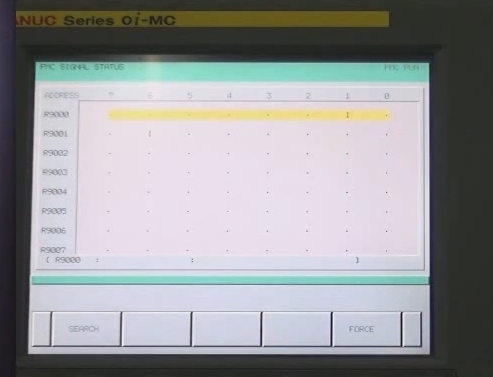 FANUC Series 0i-MC
PMC SIGNAL STATUS PMC RUN
ADDRESS 7 6 5 4 3 2 1 0
R9000 . . . . . . I .
R9001 . I . . . . . .
R9002 . . . . . . . .
R9003 . . . . . . . .
R9004 . . . . . . . .
R9005 . . . . . . . .
R9006 . . . . . . . .
R9007 . . . . . . . .
[ R9000 : : ]
SEARCH FORCE